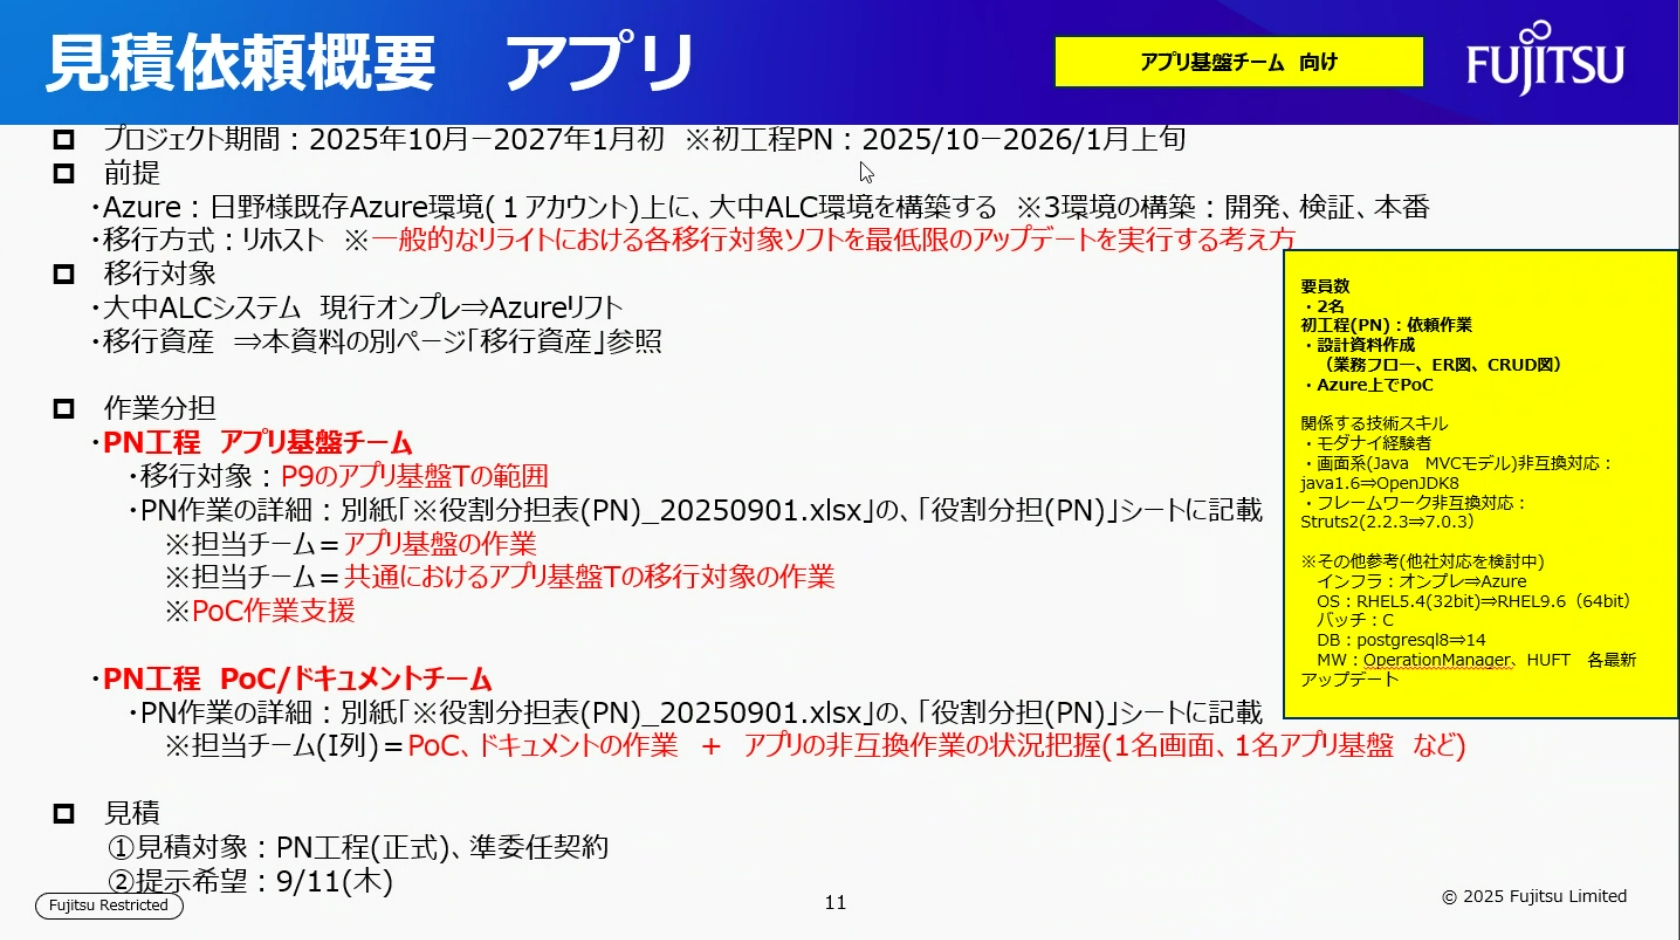 見積依頼概要　アプリ
アプリ基盤チーム　向け
FUJITSU
プロジェクト期間：2025年10月－2027年1月初　※初工程PN：2025/10－2026/1月上旬
前提
・Azure：日野様既存Azure環境(１アカウント)上に、大中ALC環境を構築する　※3環境の構築：開発、検証、本番
・移行方式：リホスト　※一般的なリライトにおける各移行対象ソフトを最低限のアップデートを実行する考え方
移行対象
・大中ALCシステム　現行オンプレ⇒Azureリフト
・移行資産　⇒本資料の別ページ「移行資産」参照
作業分担
・PN工程　アプリ基盤チーム
・移行対象：P9のアプリ基盤Tの範囲
・PN作業の詳細：別紙「※役割分担表(PN)_20250901.xlsx」の、「役割分担(PN)」シートに記載
※担当チーム＝アプリ基盤の作業
※担当チーム＝共通におけるアプリ基盤Tの移行対象の作業
※PoC作業支援
・PN工程　PoC/ドキュメントチーム
・PN作業の詳細：別紙「※役割分担表(PN)_20250901.xlsx」の、「役割分担(PN)」シートに記載
※担当チーム(I列)＝PoC、ドキュメントの作業　＋　アプリの非互換作業の状況把握(1名画面、1名アプリ基盤　など)
見積
①見積対象：PN工程(正式)、準委任契約
②提示希望：9/11(木)
要員数
・2名
初工程(PN)：依頼作業
・設計資料作成
（業務フロー、ER図、CRUD図）
・Azure上でPoC
関係する技術スキル
・モダナイ経験者
・画面系(Java　MVCモデル)非互換対応：
java1.6⇒OpenJDK8
・フレームワーク非互換対応：
Struts2(2.2.3⇒7.0.3)
※その他参考(他社対応を検討中)
インフラ：オンプレ⇒Azure
OS：RHEL5.4(32bit)⇒RHEL9.6（64bit）
バッチ：C
DB：postgresql8⇒14
MW：OperationManager、HUFT　各最新
アップデート
Fujitsu Restricted
11
© 2025 Fujitsu Limited